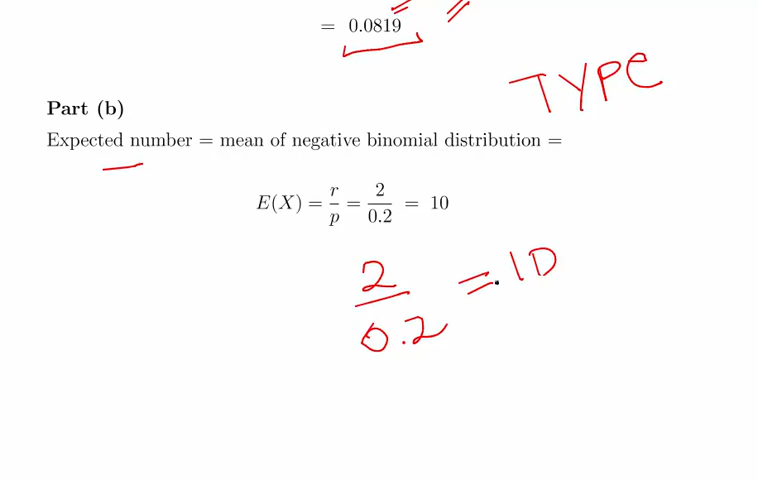 = 0.0819
TYPE
Part (b)
Expected number = mean of negative binomial distribution =
E(X) = r/p = 2/0.2 = 10
2/0.2 = 10